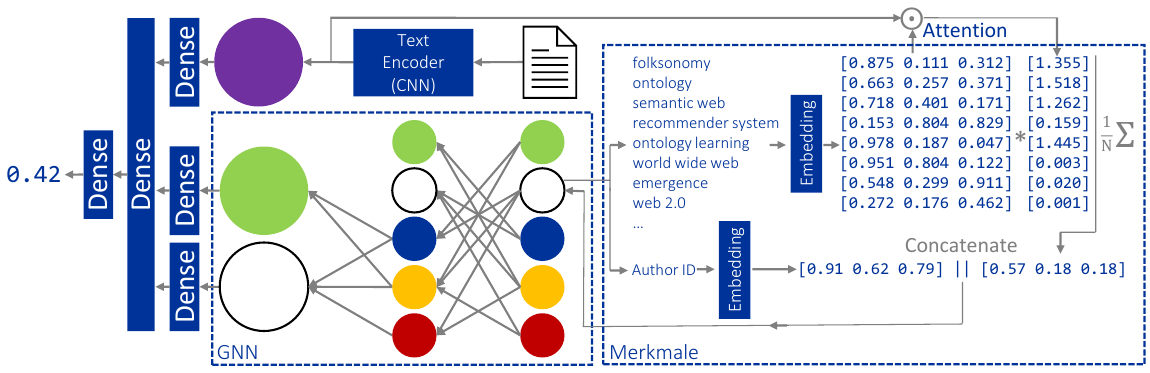 Dense
Text
Encoder
(CNN)
Attention
folksonomy [0.875 0.111 0.312] [1.355]
ontology [0.663 0.257 0.371] [1.518]
semantic web [0.718 0.401 0.171] [1.262]
recommender system [0.153 0.804 0.829] [0.159]
ontology learning [0.978 0.187 0.047] * [1.445]
world wide web [0.951 0.804 0.122] [0.003]
emergence [0.548 0.299 0.911] [0.020]
web 2.0 [0.272 0.176 0.462] [0.001]
...
Embedding
1/N Σ
0.42
Dense
Dense
Dense
Dense
Concatenate
Author ID
Embedding
[0.91 0.62 0.79] || [0.57 0.18 0.18]
GNN
Merkmale